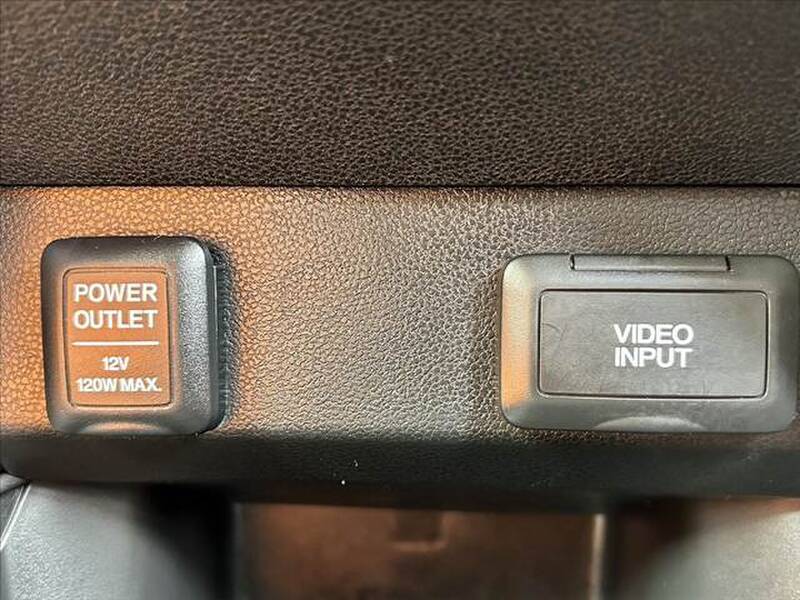 POWER
OUTLET
12V
120W MAX.
VIDEO
INPUT